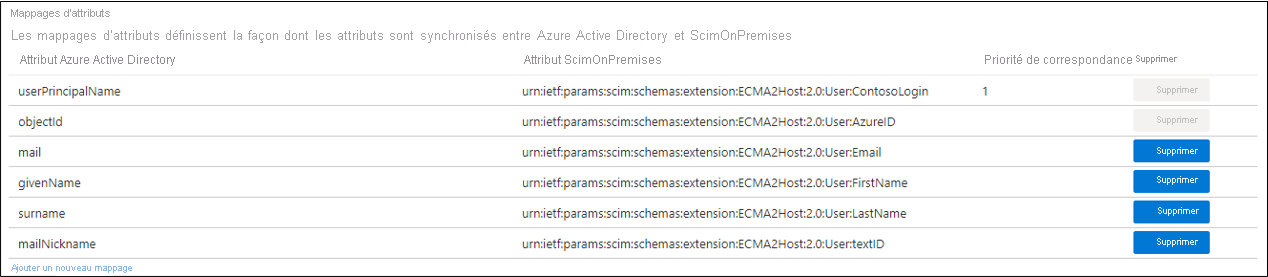 Mappages d'attributs
Les mappages d'attributs définissent la façon dont les attributs sont synchronisés entre Azure Active Directory et ScimOnPremises
Attribut Azure Active Directory Attribut ScimOnPremises Priorité de correspondance Supprimer
userPrincipalName urn:ietf:params:scim:schemas:extension:ECMA2Host:2.0:User:ContosoLogin 1 Supprimer
objectId urn:ietf:params:scim:schemas:extension:ECMA2Host:2.0:User:AzureID Supprimer
mail urn:ietf:params:scim:schemas:extension:ECMA2Host:2.0:User:Email Supprimer
givenName urn:ietf:params:scim:schemas:extension:ECMA2Host:2.0:User:FirstName Supprimer
surname urn:ietf:params:scim:schemas:extension:ECMA2Host:2.0:User:LastName Supprimer
mailNickname urn:ietf:params:scim:schemas:extension:ECMA2Host:2.0:User:textID Supprimer
Ajouter un nouveau mappage